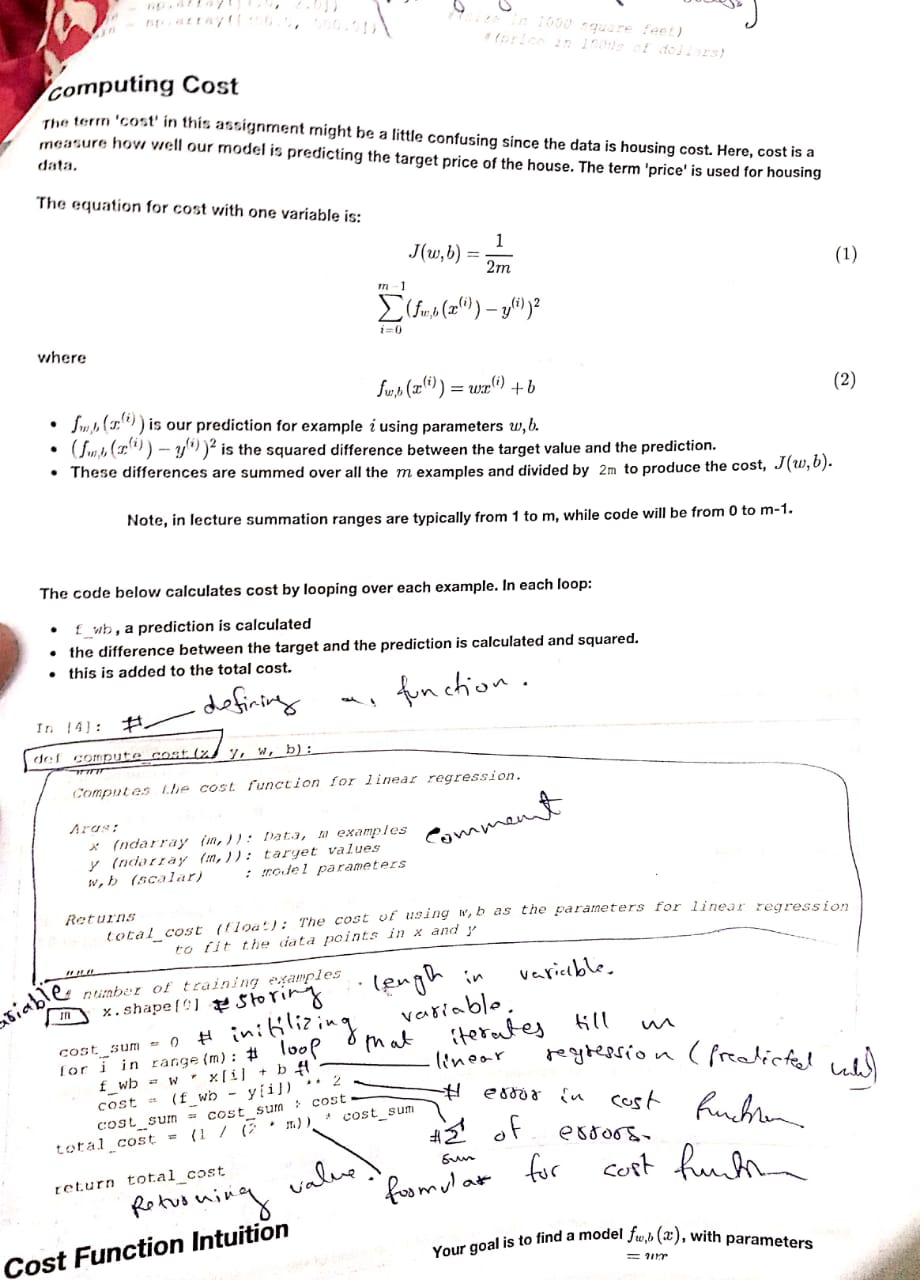 np.array([1.0, 2.0])
np.array([300.0, 500.0])
#(size in 1000 square feet)
#(price in 1000s of dollars)
Computing Cost
The term 'cost' in this assignment might be a little confusing since the data is housing cost. Here, cost is a
measure how well our model is predicting the target price of the house. The term 'price' is used for housing
data.
The equation for cost with one variable is:
J(w,b) = 1/2m (1)
m-1
∑ (f_w,b(x^(i)) − y^(i))²
i=0
where
f_w,b(x^(i)) = wx^(i) + b (2)
• f_w,b(x^(i)) is our prediction for example i using parameters w, b.
• (f_w,b(x^(i)) − y^(i))² is the squared difference between the target value and the prediction.
• These differences are summed over all the m examples and divided by 2m to produce the cost, J(w,b).
Note, in lecture summation ranges are typically from 1 to m, while code will be from 0 to m-1.
The code below calculates cost by looping over each example. In each loop:
• f_wb, a prediction is calculated
• the difference between the target and the prediction is calculated and squared.
• this is added to the total cost.
In [4]: # defining a function.
def compute_cost(x, y, w, b):
"""
Computes the cost function for linear regression.
Args:
x (ndarray (m,)): Data, m examples
y (ndarray (m,)): target values
w,b (scalar) : model parameters
Comment
Returns
total_cost (float): The cost of using w,b as the parameters for linear regression
to fit the data points in x and y
"""
variable # number of training examples
m x.shape[0] # storing length in variable.
cost_sum = 0 # initilizing variable.
for i in range(m): # loop that iterates till m
f_wb = w * x[i] + b # linear regression (predicted
cost = (f_wb - y[i]) ** 2 # error in cost function
cost_sum = cost_sum + cost #Σ of errors.
sum
total_cost = (1 / (2 * m)) * cost_sum formular for cost function
return total_cost
Returning value.
Cost Function Intuition
Your goal is to find a model f_w,b(x), with parameters